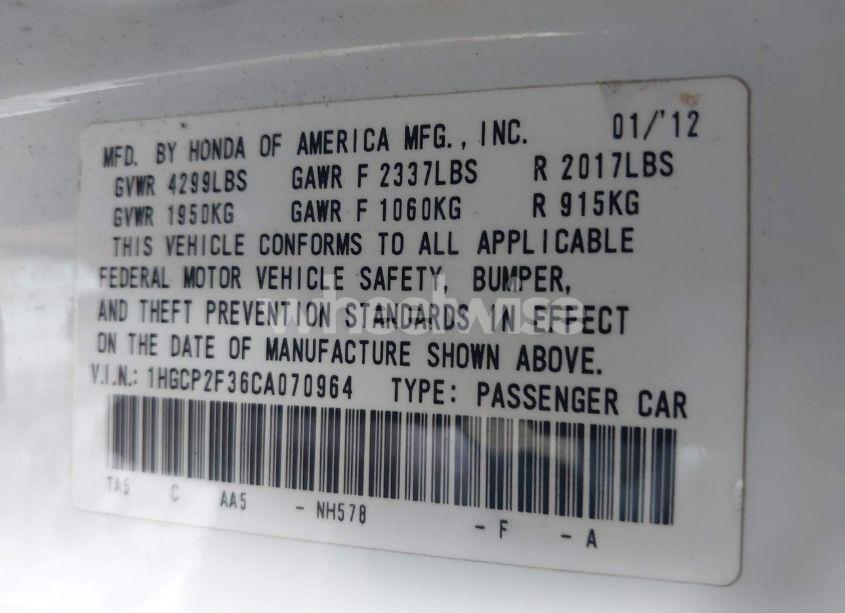 MFD. BY HONDA OF AMERICA MFG., INC. 01/'12
GVWR 4299LBS GAWR F 2337LBS R 2017LBS
GVWR 1950KG GAWR F 1060KG R 915KG
THIS VEHICLE CONFORMS TO ALL APPLICABLE
FEDERAL MOTOR VEHICLE SAFETY, BUMPER,
AND THEFT PREVENTION STANDARDS IN EFFECT
wheelwise
ON THE DATE OF MANUFACTURE SHOWN ABOVE.
V.I.N.: 1HGCP2F36CA070964 TYPE: PASSENGER CAR
TA5 C AA5 - NH578 - F - A